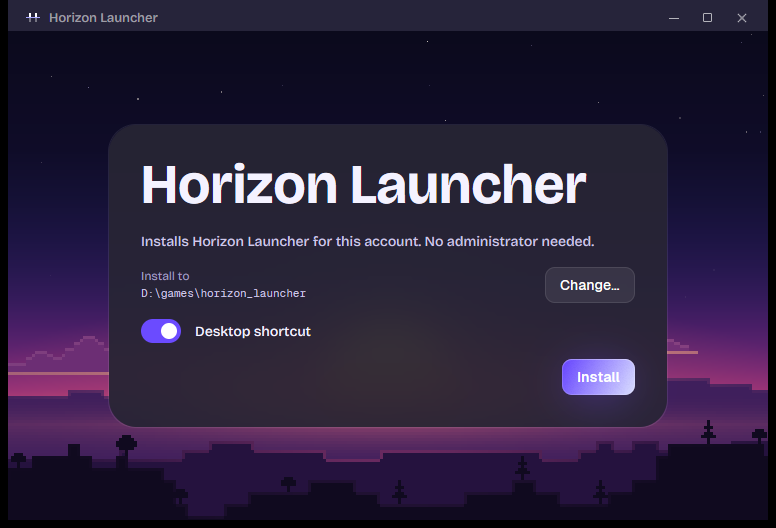 Horizon Launcher
Horizon Launcher
Installs Horizon Launcher for this account. No administrator needed.
Install to
D:\games\horizon_launcher
Change...
Desktop shortcut
Install